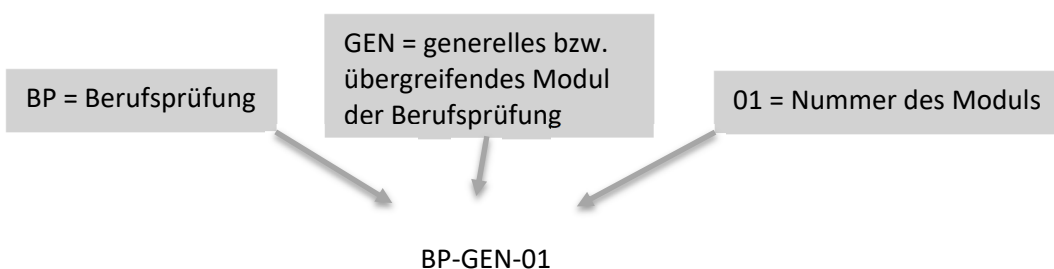 GEN = generelles bzw.
übergreifendes Modul
der Berufsprüfung
BP = Berufsprüfung
01 = Nummer des Moduls
BP-GEN-01